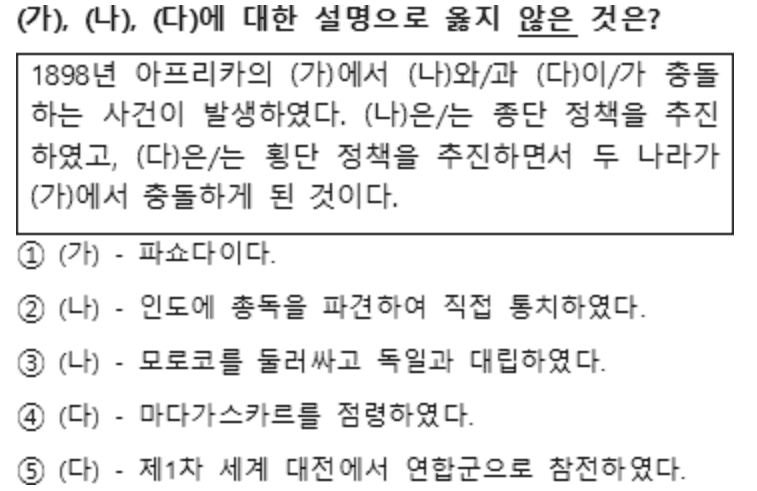 (가), (나), (다)에 대한 설명으로 옳지 않은 것은?
1898년 아프리카의 (가)에서 (나)와/과 (다)이/가 충돌
하는 사건이 발생하였다. (나)은/는 종단 정책을 추진
하였고, (다)은/는 횡단 정책을 추진하면서 두 나라가
(가)에서 충돌하게 된 것이다.
① (가) - 파쇼다이다.
② (나) - 인도에 총독을 파견하여 직접 통치하였다.
③ (나) - 모로코를 둘러싸고 독일과 대립하였다.
④ (다) - 마다가스카르를 점령하였다.
⑤ (다) - 제1차 세계 대전에서 연합군으로 참전하였다.